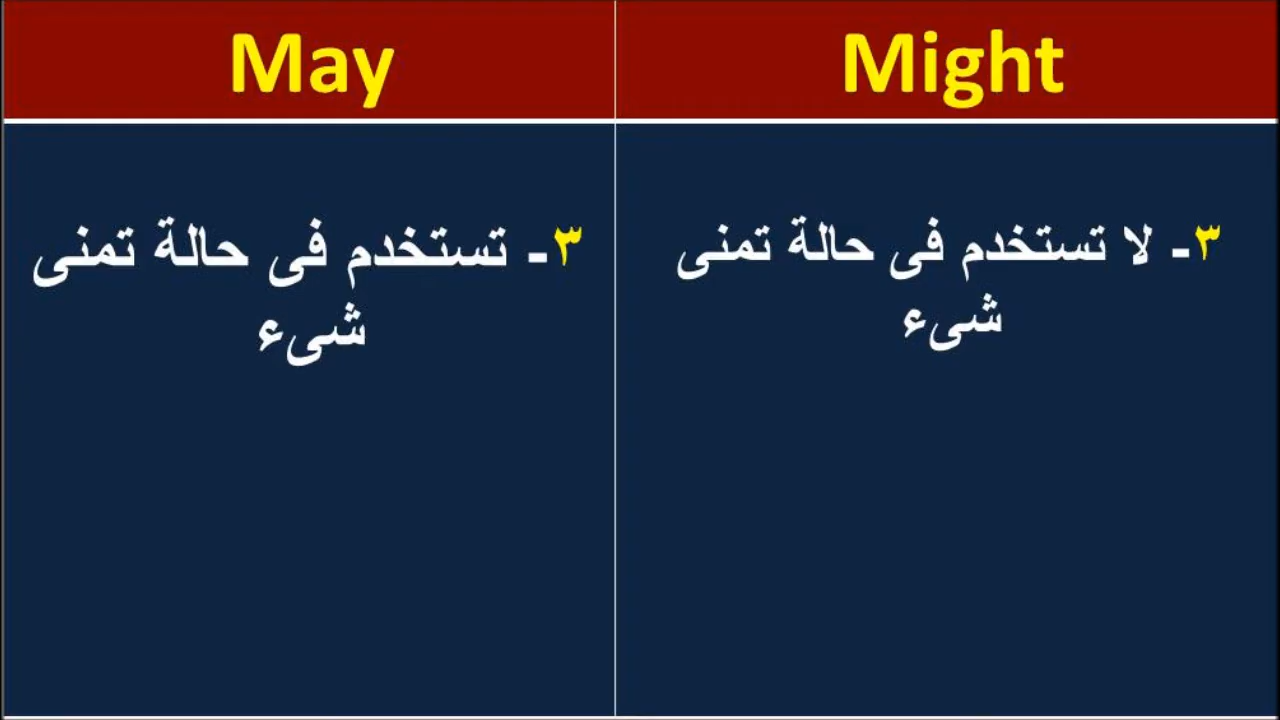 May
Might
٣- تستخدم فى حالة تمنى
شىء
٣- لا تستخدم فى حالة تمنى
شىء